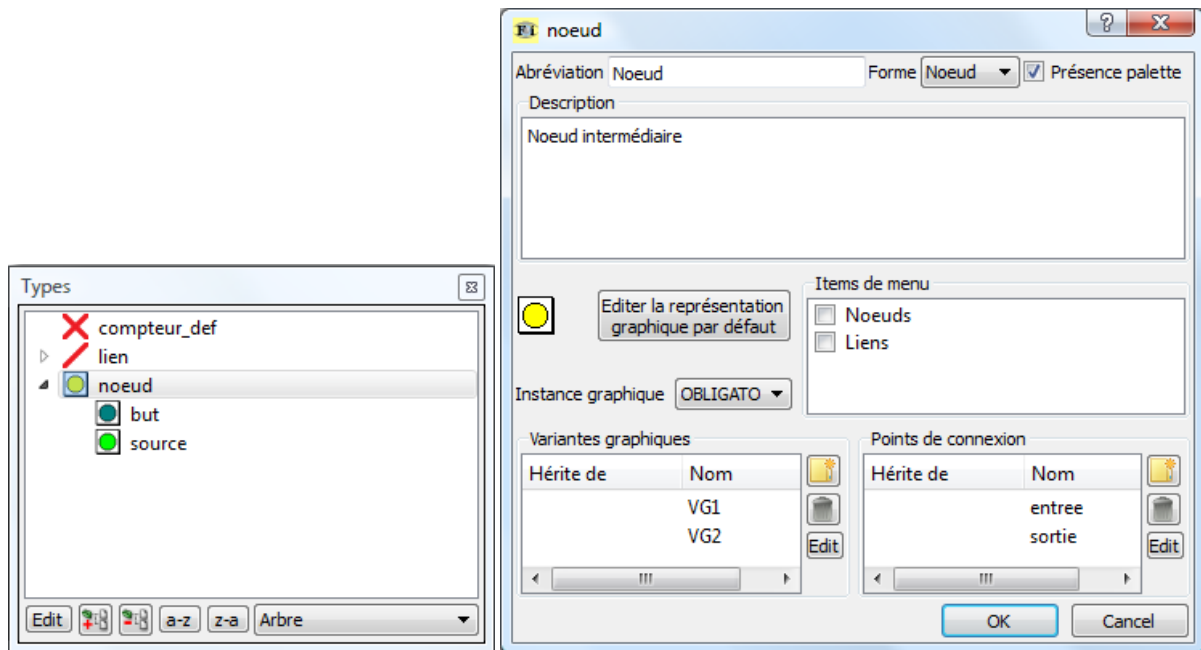 Types
compteur_def
lien
noeud
but
source
Edit a-z z-a Arbre
noeud
Abréviation Noeud Forme Noeud Présence palette
Description
Noeud intermédiaire
Editer la représentation
graphique par défaut
Items de menu
Noeuds
Liens
Instance graphique OBLIGATO
Variantes graphiques
Hérite de Nom
VG1
VG2
Edit
Points de connexion
Hérite de Nom
entree
sortie
Edit
OK Cancel